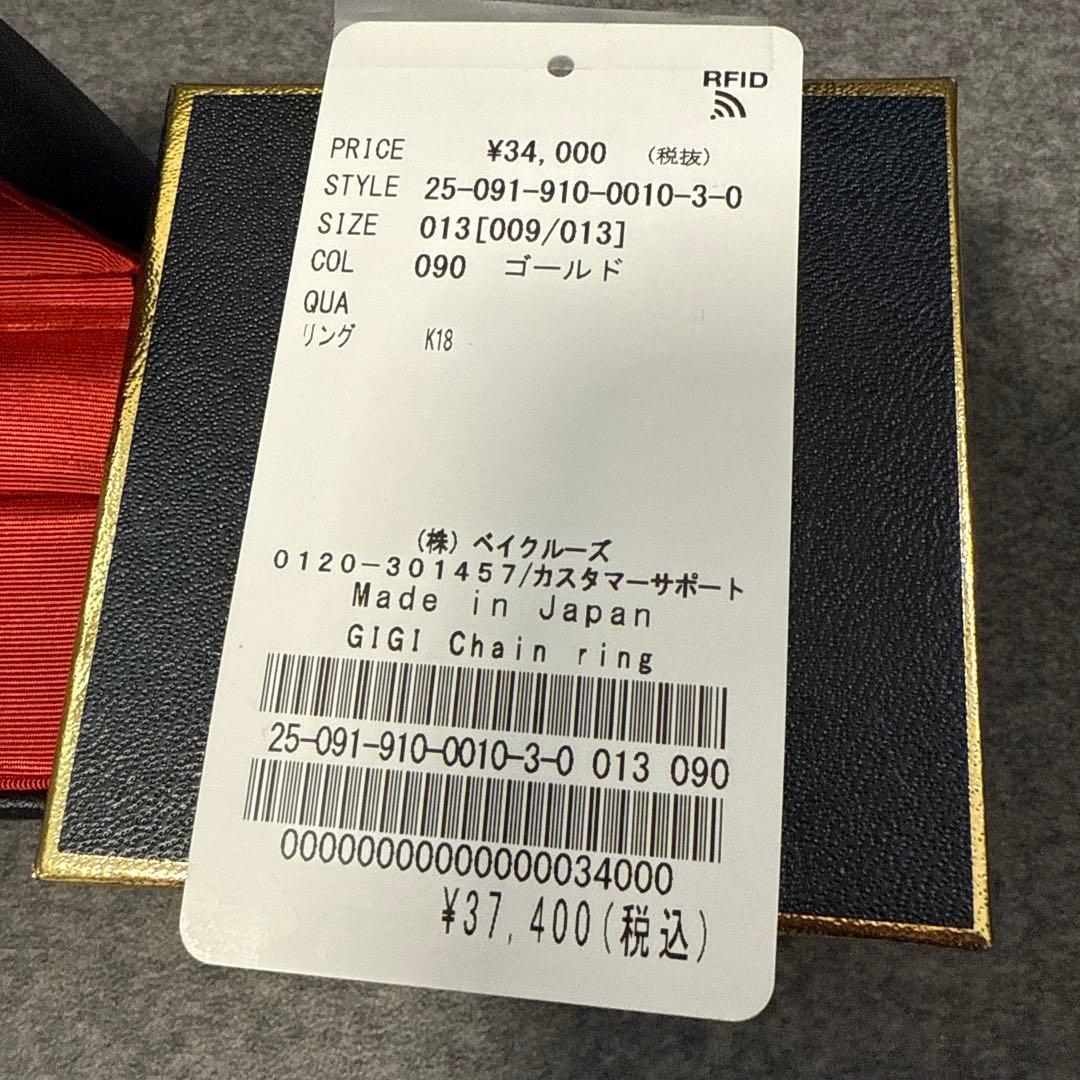 RFID
PRICE ¥34,000 (税抜)
STYLE 25-091-910-0010-3-0
SIZE 013[009/013]
COL 090 ゴールド
QUA
リング K18
(株)ベイクルーズ
0120-301457/カスタマーサポート
Made in Japan
GIGI Chain ring
25-091-910-0010-3-0 013 090
00000000000000034000
¥37,400(税込)